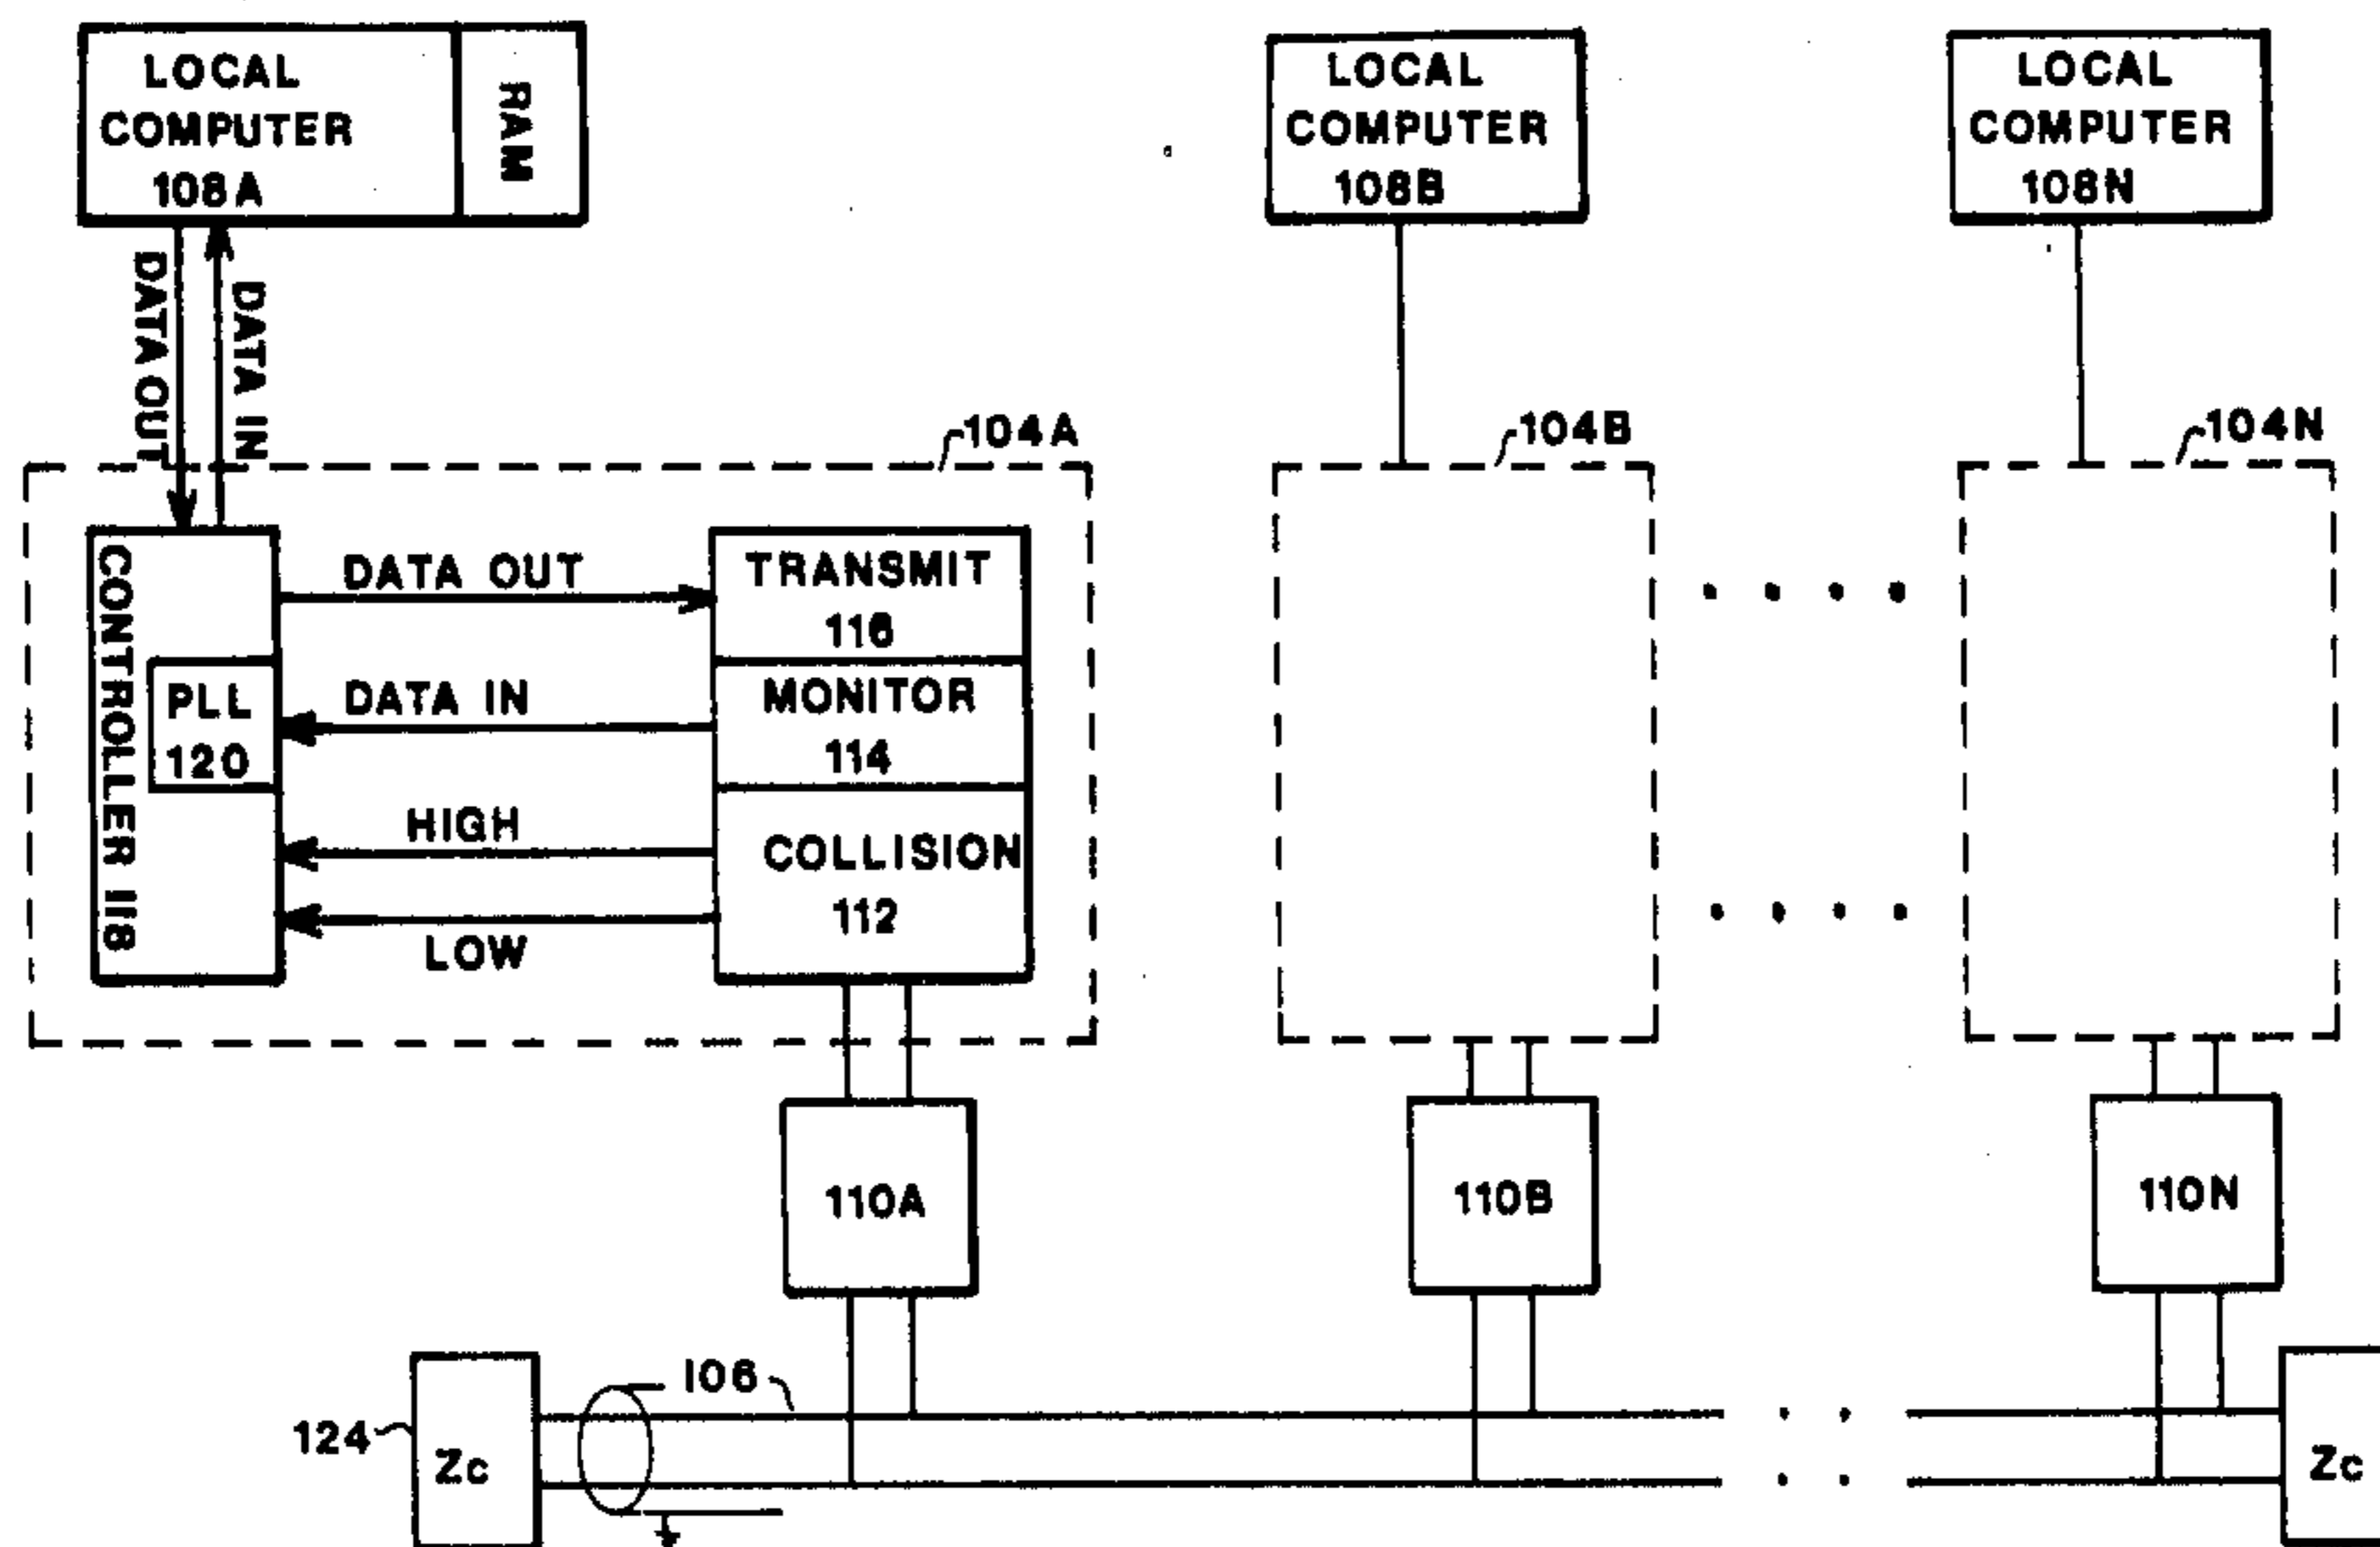 LOCAL
COMPUTER
108A
RAM
LOCAL
COMPUTER
108B
LOCAL
COMPUTER
108N
DATA OUT
DATA IN
104A
104B
104N
CONTROLLER 118
DATA OUT
TRANSMIT
116
PLL
120
DATA IN
MONITOR
114
HIGH
COLLISION
112
LOW
110A
110B
110N
106
124
Zc
Zc